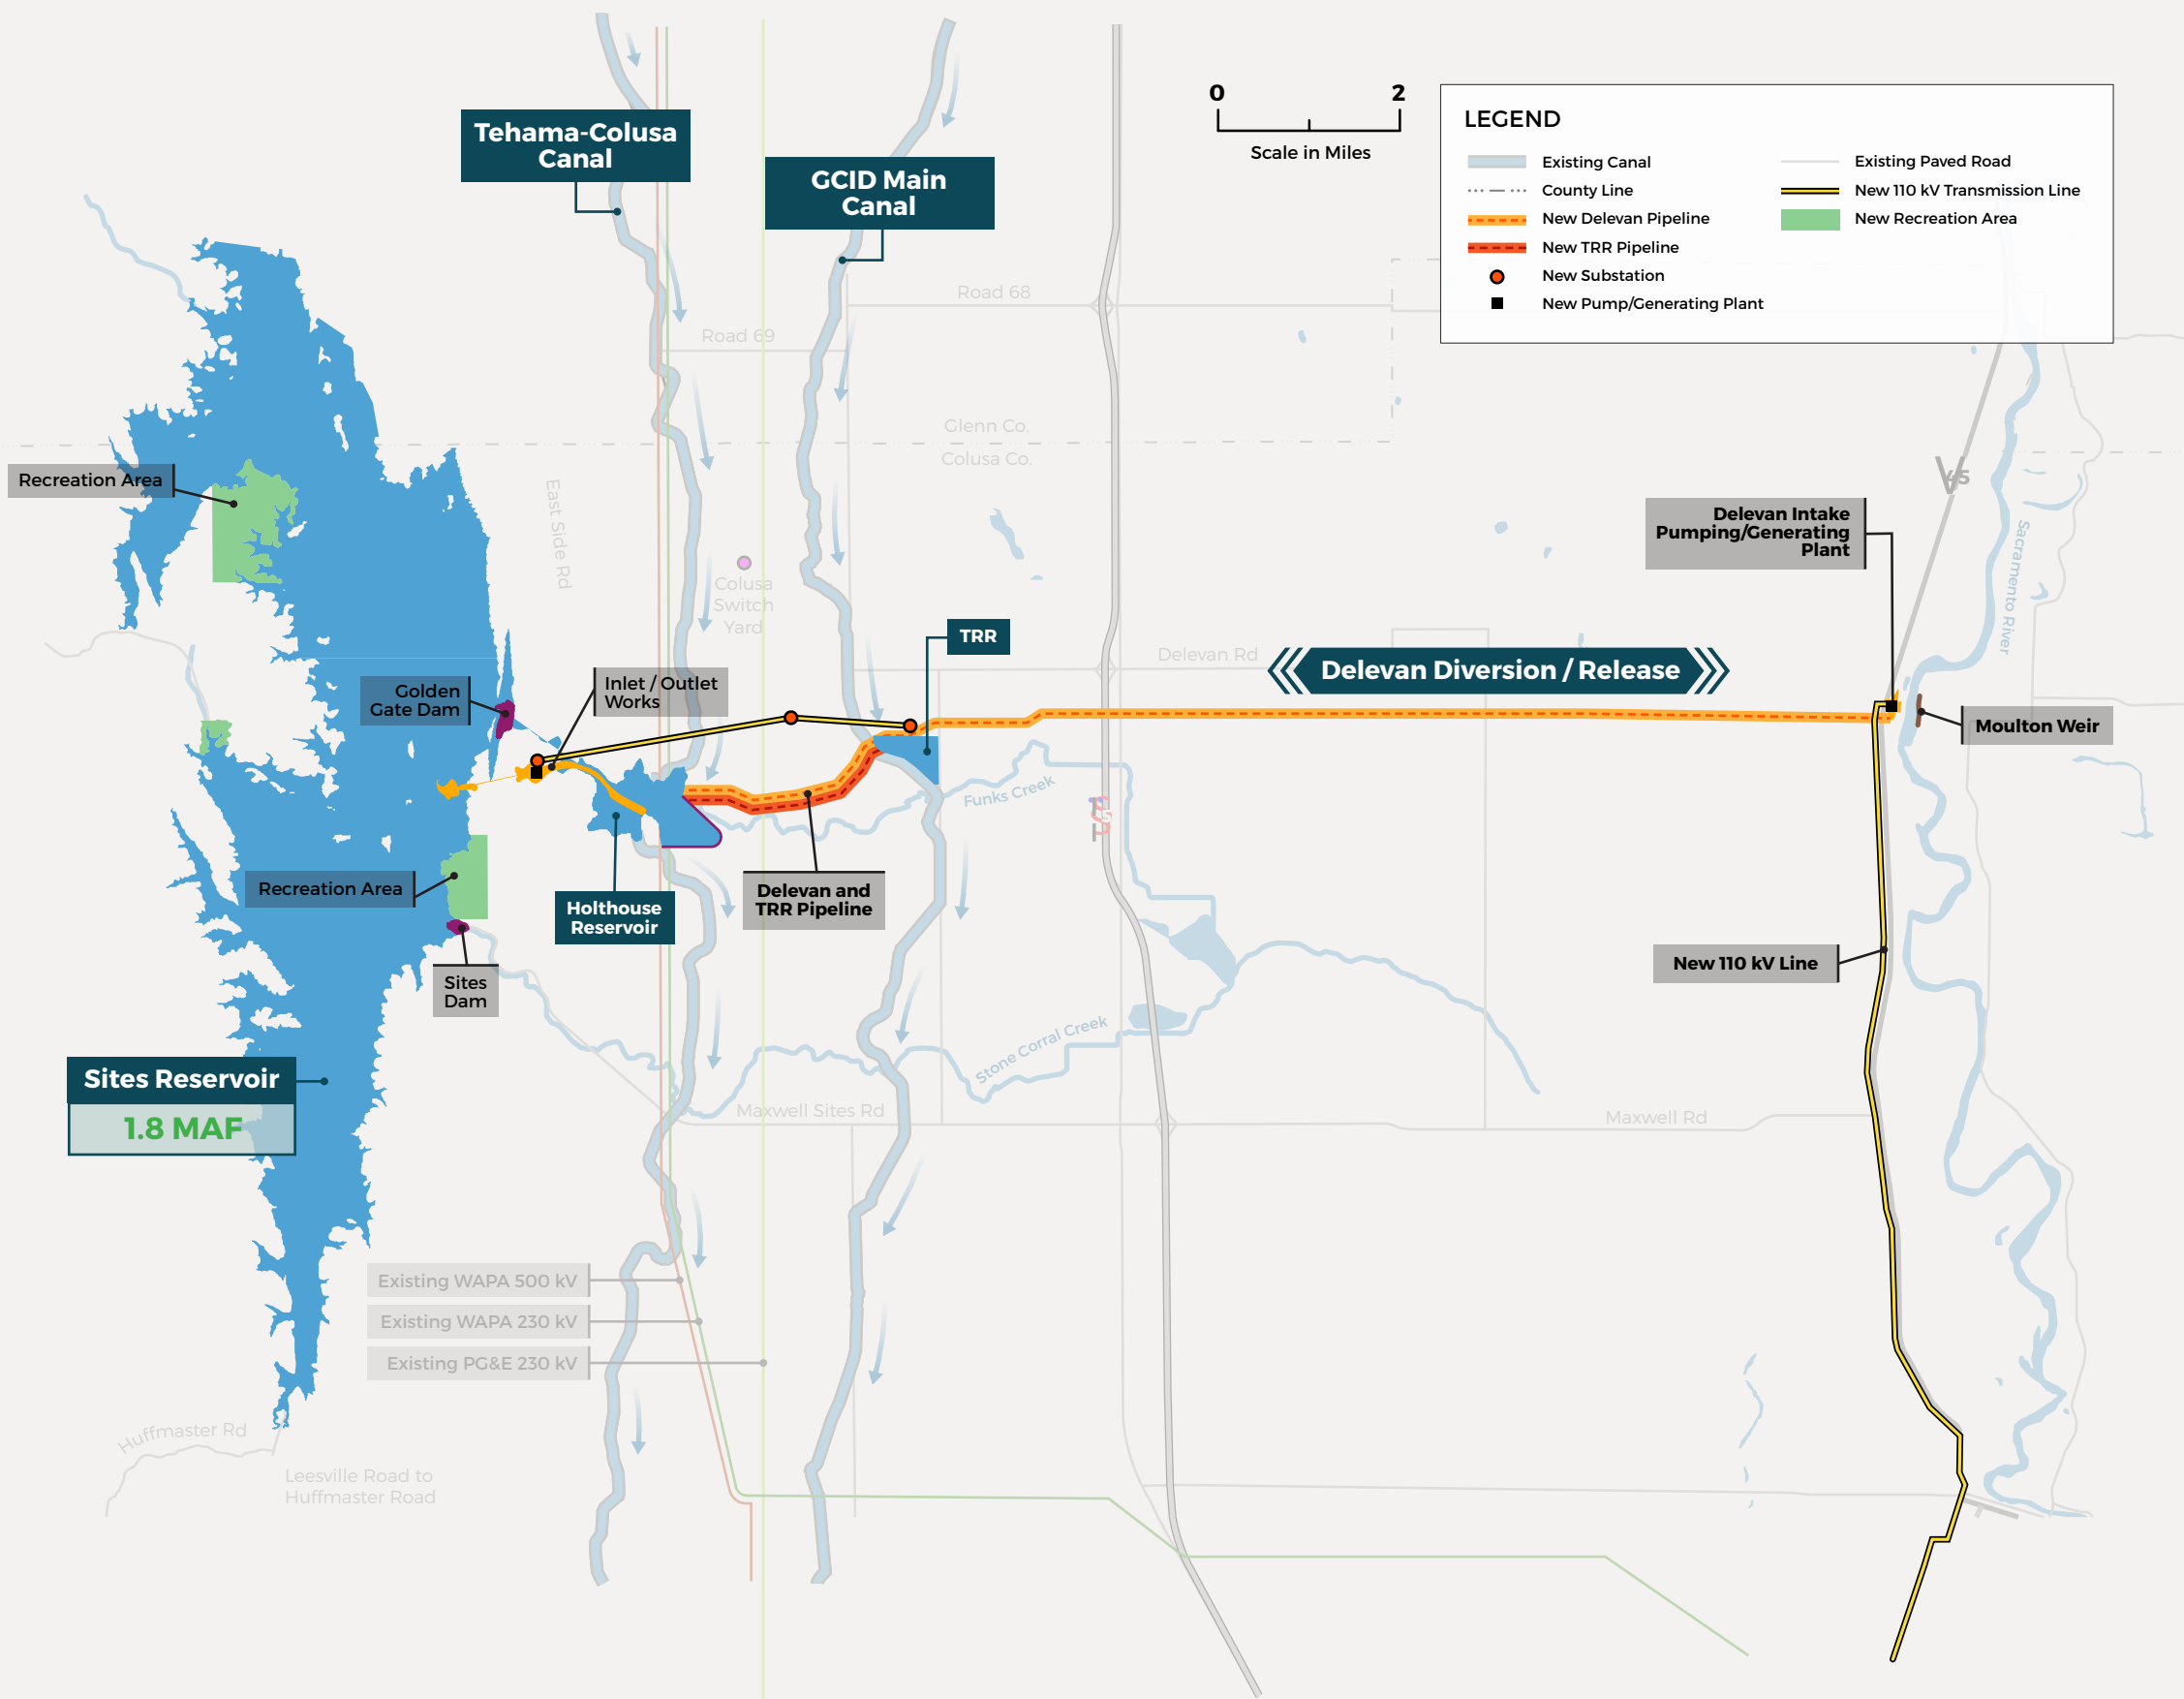 Tehama-Colusa
Canal
GCID Main
Canal
0
2
Scale in Miles
LEGEND
Existing Canal
County Line
New Delevan Pipeline
New TRR Pipeline
New Substation
New Pump/Generating Plant
Existing Paved Road
New 110 kV Transmission Line
New Recreation Area
Road 68
Road 69
Glenn Co.
Colusa Co.
Recreation Area
East Side Rd
45
Delevan Intake
Pumping/Generating
Plant
Sacramento River
Colusa
Switch
Yard
TRR
Delevan Rd
Delevan Diversion / Release
Golden
Gate Dam
Inlet / Outlet
Works
Moulton Weir
Funks Creek
Recreation Area
Holthouse
Reservoir
Delevan and
TRR Pipeline
New 110 kV Line
Sites
Dam
Stone Corral Creek
Sites Reservoir
1.8 MAF
Maxwell Sites Rd
Maxwell Rd
Existing WAPA 500 kV
Existing WAPA 230 kV
Existing PG&E 230 kV
Huffmaster Rd
Leesville Road to
Huffmaster Road